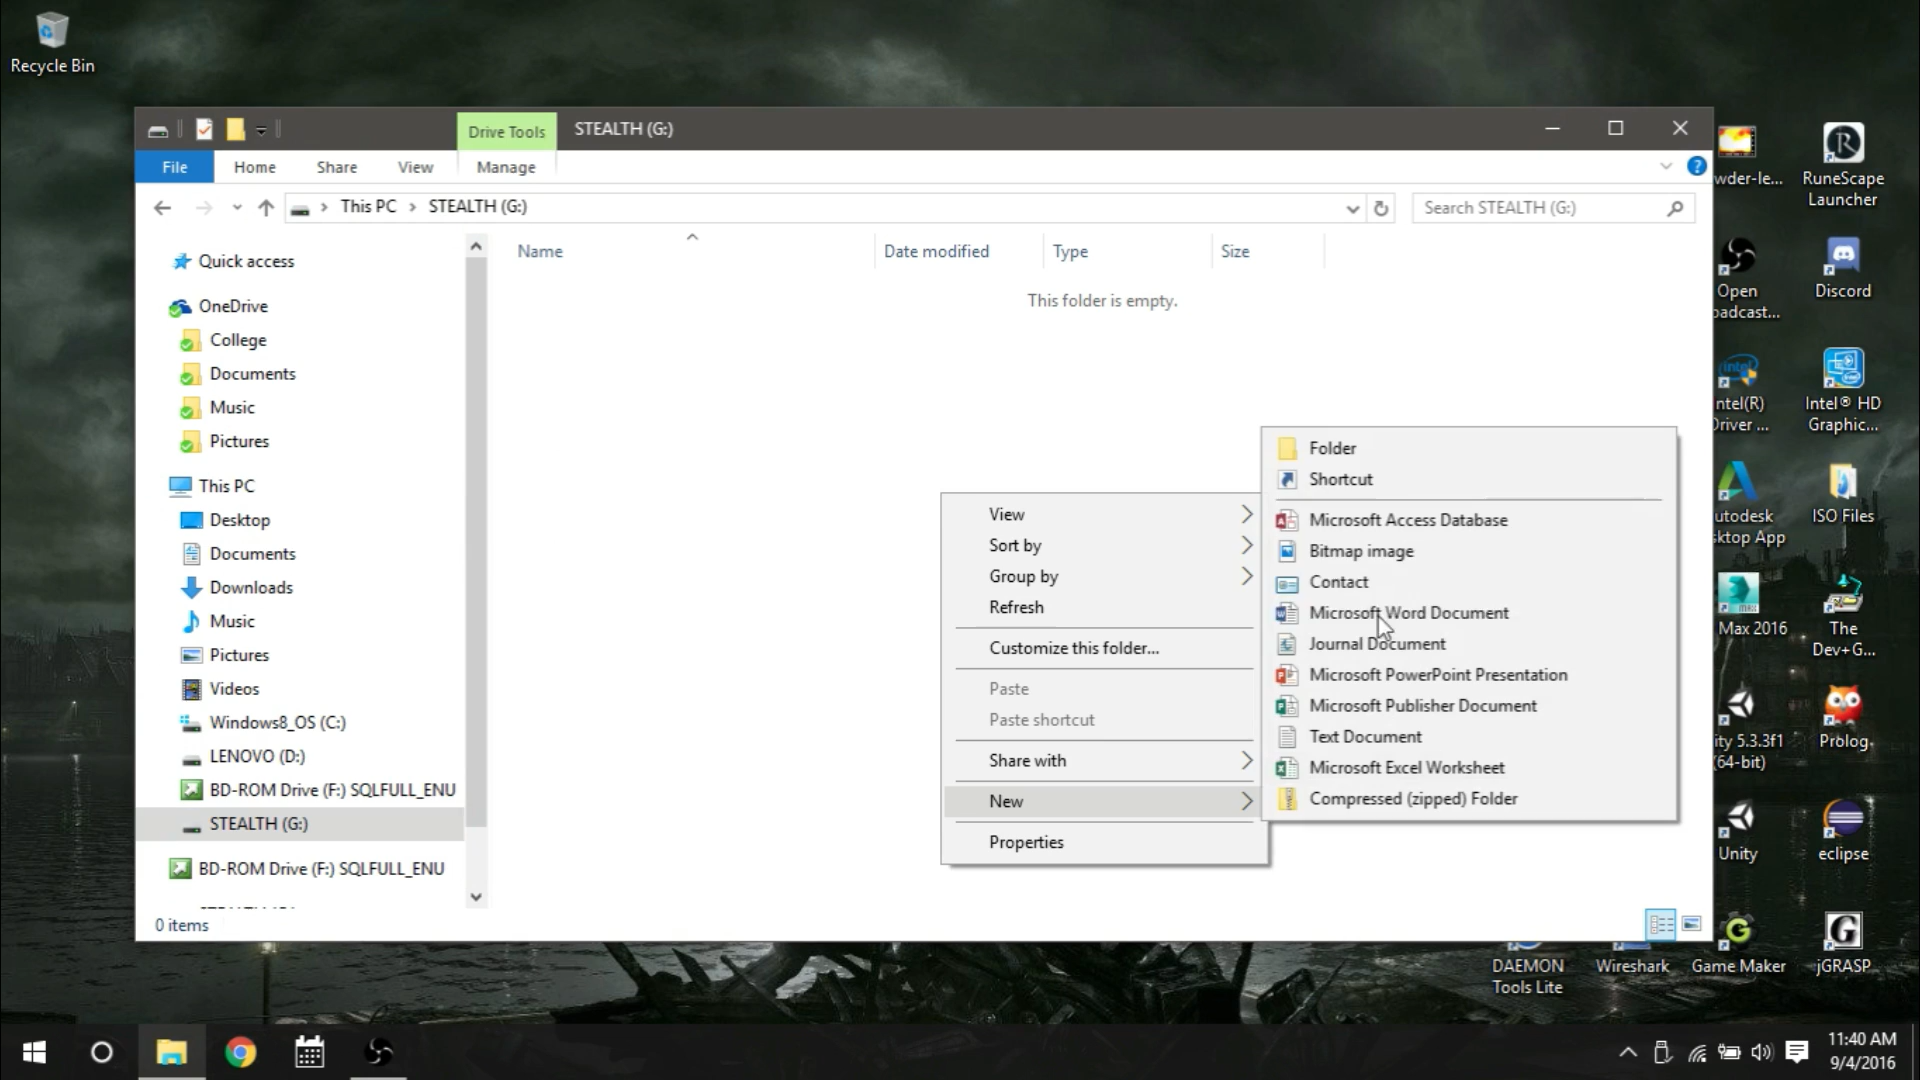 Recycle Bin
Drive Tools
STEALTH (G:)
File
Home
Share
View
Manage
?
This PC
STEALTH (G:)
Search STEALTH (G:)
Quick access
OneDrive
College
Documents
Music
Pictures
This PC
Desktop
Documents
Downloads
Music
Pictures
Videos
Windows8_OS (C:)
LENOVO (D:)
BD-ROM Drive (F:) SQLFULL_ENU
STEALTH (G:)
BD-ROM Drive (F:) SQLFULL_ENU
0 items
Name
Date modified
Type
Size
This folder is empty.
View
Sort by
Group by
Refresh
Customize this folder...
Paste
Paste shortcut
Share with
New
Properties
Folder
Shortcut
Microsoft Access Database
Bitmap image
Contact
Microsoft Word Document
Journal Document
Microsoft PowerPoint Presentation
Microsoft Publisher Document
Text Document
Microsoft Excel Worksheet
Compressed (zipped) Folder
wder-le...
RuneScape
Launcher
Open
oadcast...
Discord
ntel(R)
Driver ...
Intel® HD
Graphic...
utodesk
sktop App
ISO Files
Max 2016
The
Dev+G...
ity 5.3.3f1
(64-bit)
Prolog
Unity
eclipse
DAEMON
Tools Lite
Wireshark
Game Maker
jGRASP
11:40 AM
9/4/2016